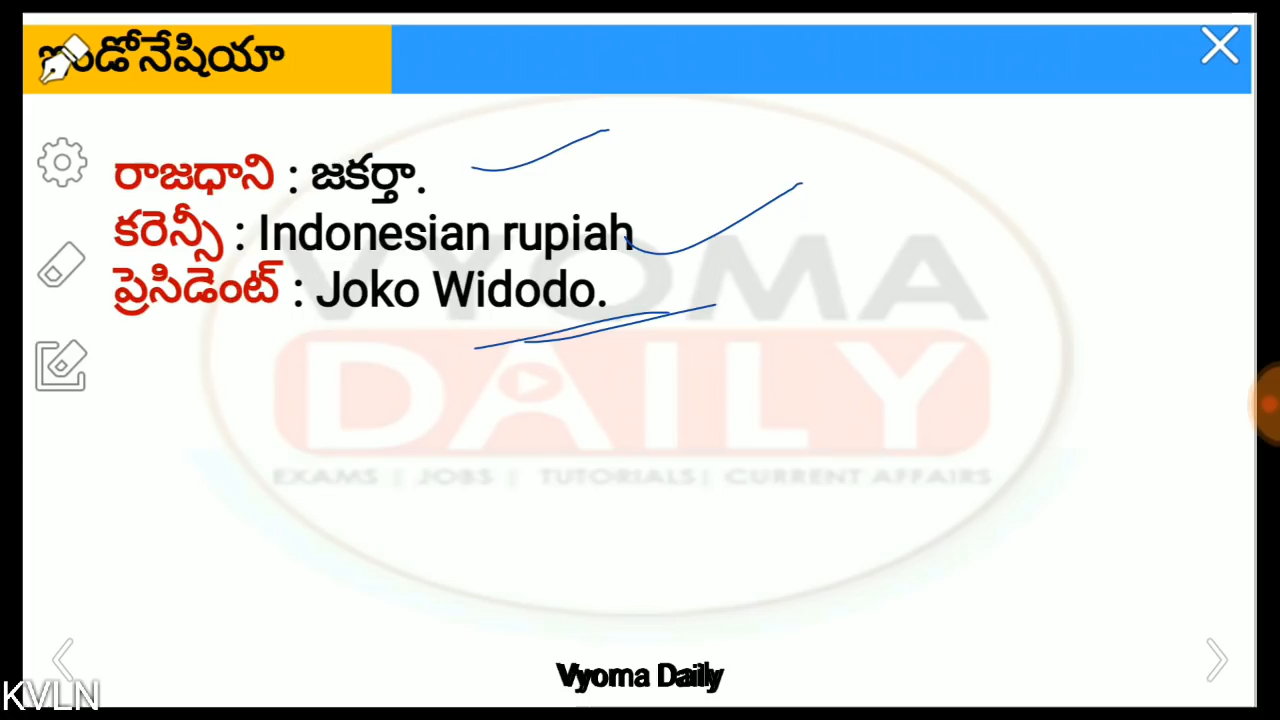 ఇండోనేషియా
రాజధాని : జకర్తా.
కరెన్సీ : Indonesian rupiah
ప్రెసిడెంట్ : Joko Widodo.
VYOMA
DAILY
EXAMS | JOBS | TUTORIALS | CURRENT AFFAIRS
Vyoma Daily
KVLN